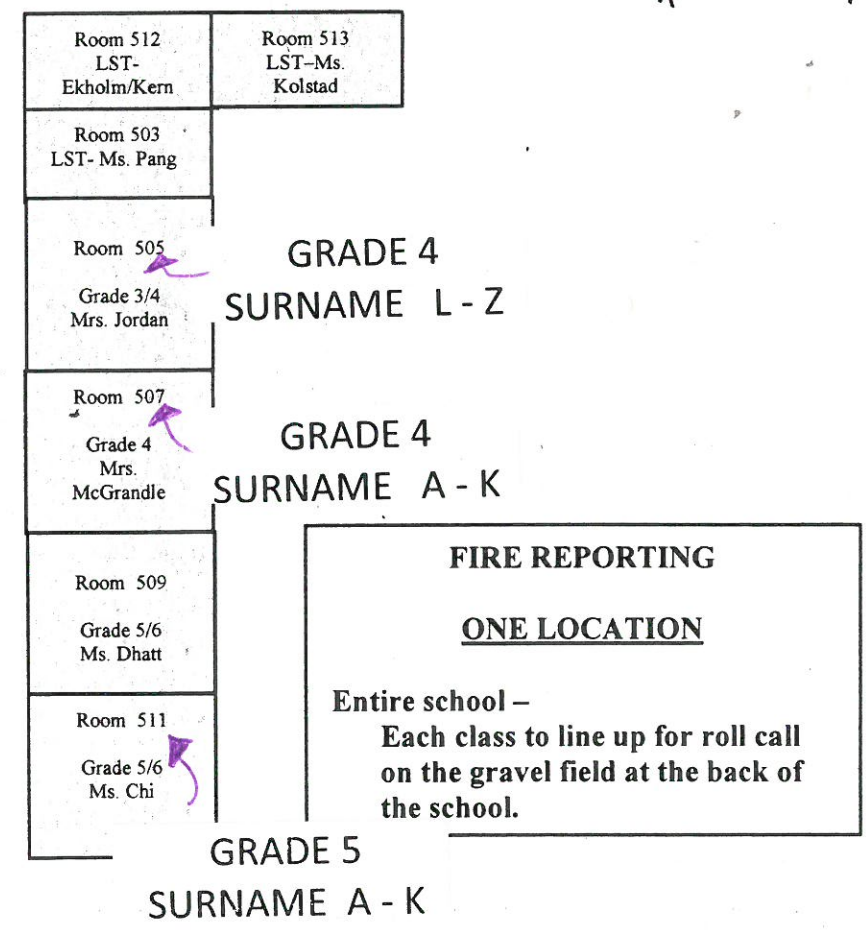 Room 512
LST-
Ekholm/Kern
Room 513
LST–Ms.
Kolstad
Room 503
LST- Ms. Pang
Room 505
Grade 3/4
Mrs. Jordan
GRADE 4
SURNAME L - Z
Room 507
Grade 4
Mrs.
McGrandle
GRADE 4
SURNAME A - K
Room 509
Grade 5/6
Ms. Dhatt
Room 511
Grade 5/6
Ms. Chi
GRADE 5
SURNAME A - K
FIRE REPORTING
ONE LOCATION
Entire school –
Each class to line up for roll call
on the gravel field at the back of
the school.